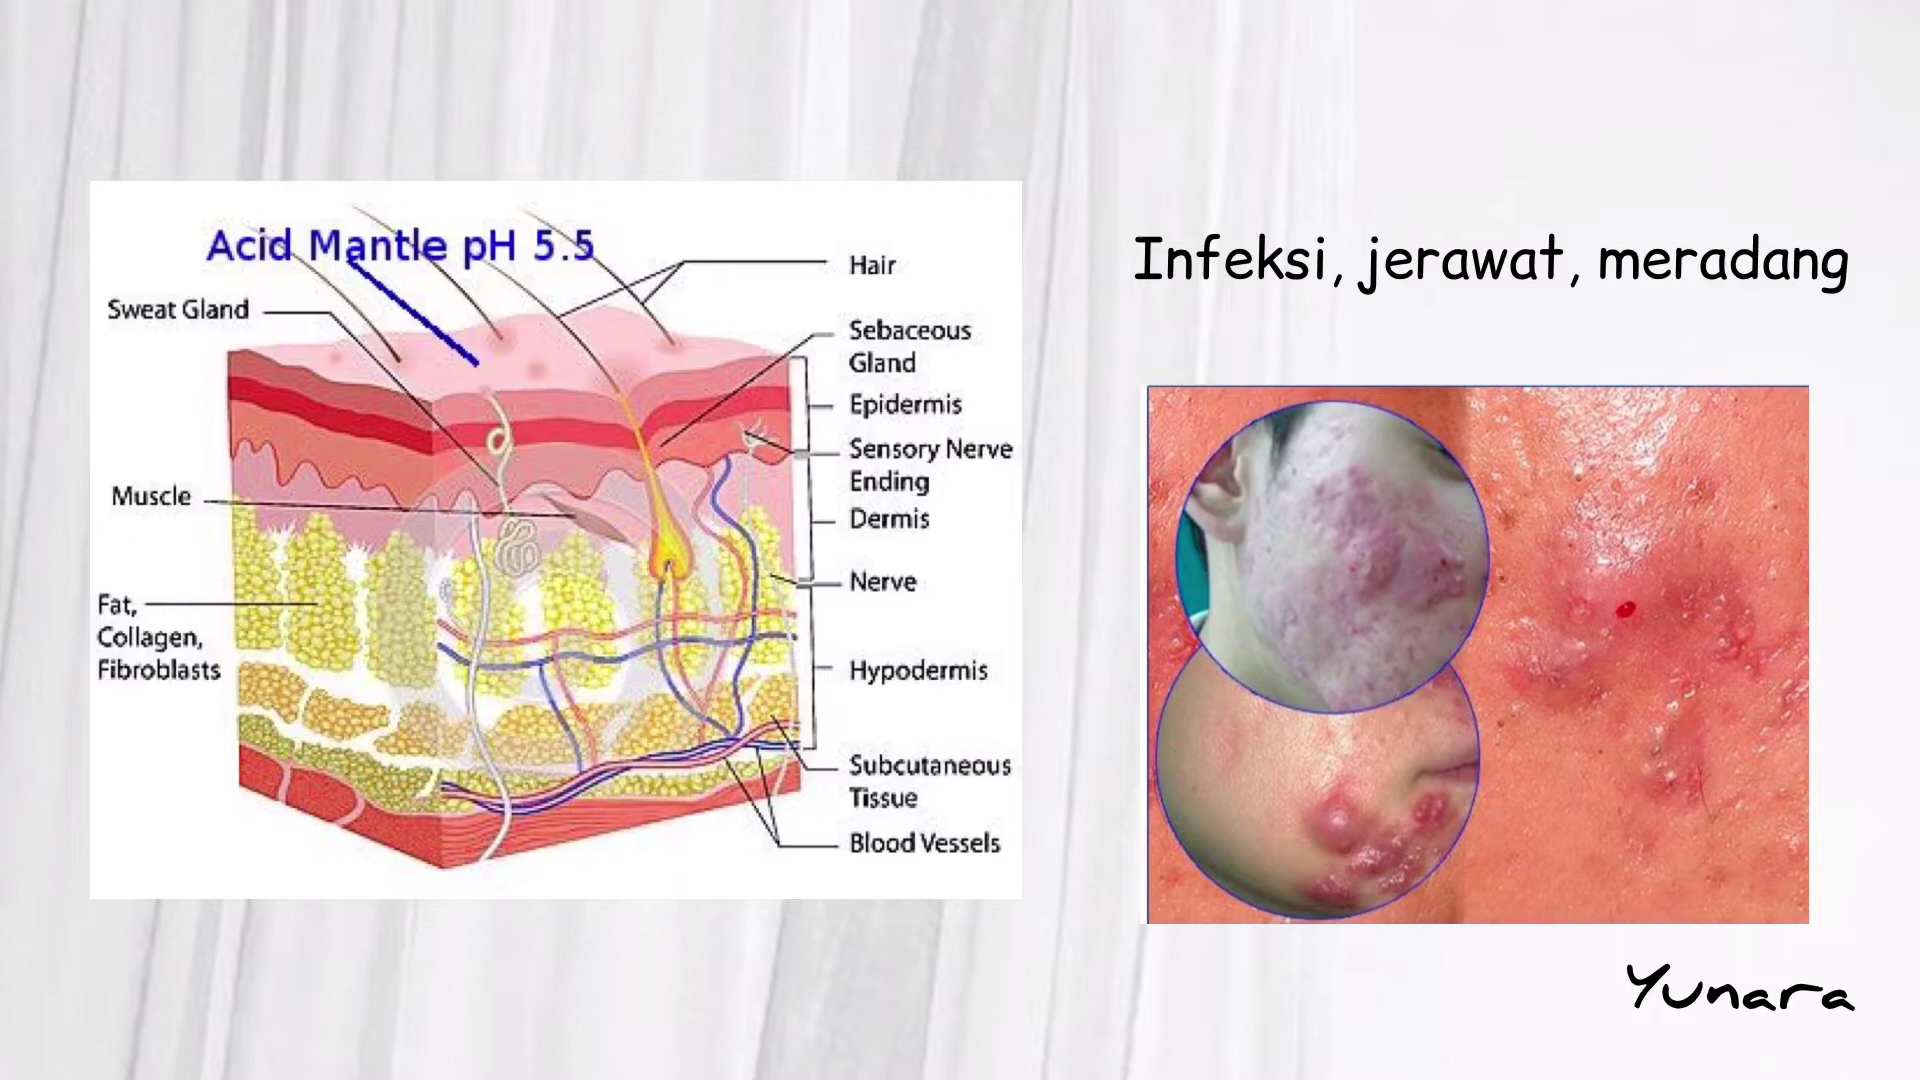 Acid Mantle pH 5.5
Sweat Gland
Muscle
Fat,
Collagen,
Fibroblasts
Hair
Sebaceous
Gland
Epidermis
Sensory Nerve
Ending
Dermis
Nerve
Hypodermis
Subcutaneous
Tissue
Blood Vessels
Infeksi, jerawat, meradang
Yunara